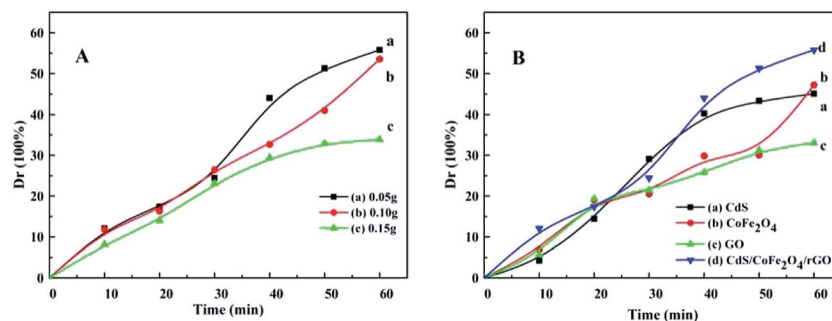 A
Dr (100%)
60
50
40
30
20
10
0
a
b
c
(a) 0.05g
(b) 0.10g
(c) 0.15g
0 10 20 30 40 50 60
Time (min)
B
Dr (100%)
60
50
40
30
20
10
0
d
b
a
c
(a) CdS
(b) CoFe₂O₄
(c) GO
(d) CdS/CoFe₂O₄/rGO
0 10 20 30 40 50 60
Time (min)